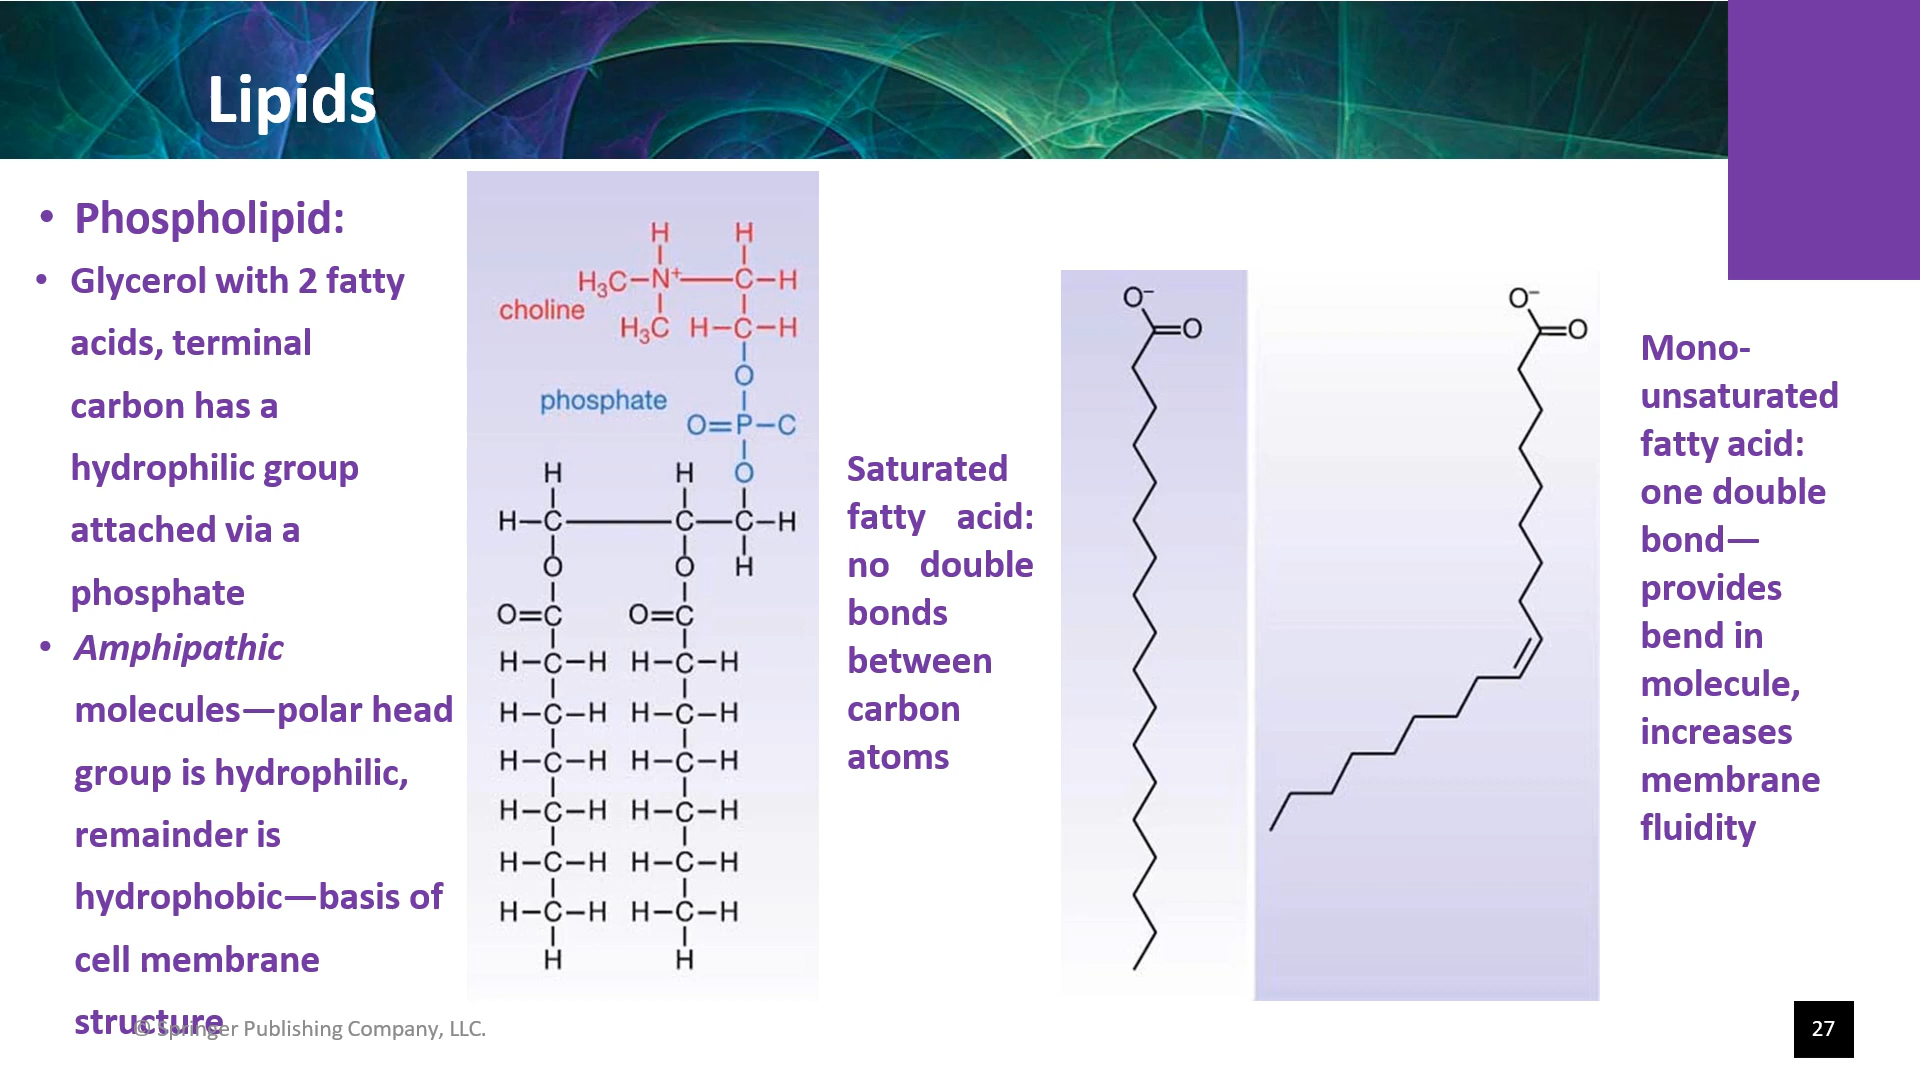 Lipids
• Phospholipid:
• Glycerol with 2 fatty
acids, terminal
carbon has a
hydrophilic group
attached via a
phosphate
• Amphipathic
molecules—polar head
group is hydrophilic,
remainder is
hydrophobic—basis of
cell membrane
structure
H H
H₃C–N⁺–C–H
choline
H₃C H–C–H
O
phosphate
O=P–C
H H O
H–C–C–C–H
O O H
O=C O=C
H–C–H H–C–H
H–C–H H–C–H
H–C–H H–C–H
H–C–H H–C–H
H–C–H H–C–H
H–C–H H–C–H
H H
Saturated
fatty acid:
no double
bonds
between
carbon
atoms
O⁻
=O
O⁻
=O
Mono-
unsaturated
fatty acid:
one double
bond—
provides
bend in
molecule,
increases
membrane
fluidity
© Springer Publishing Company, LLC.
27